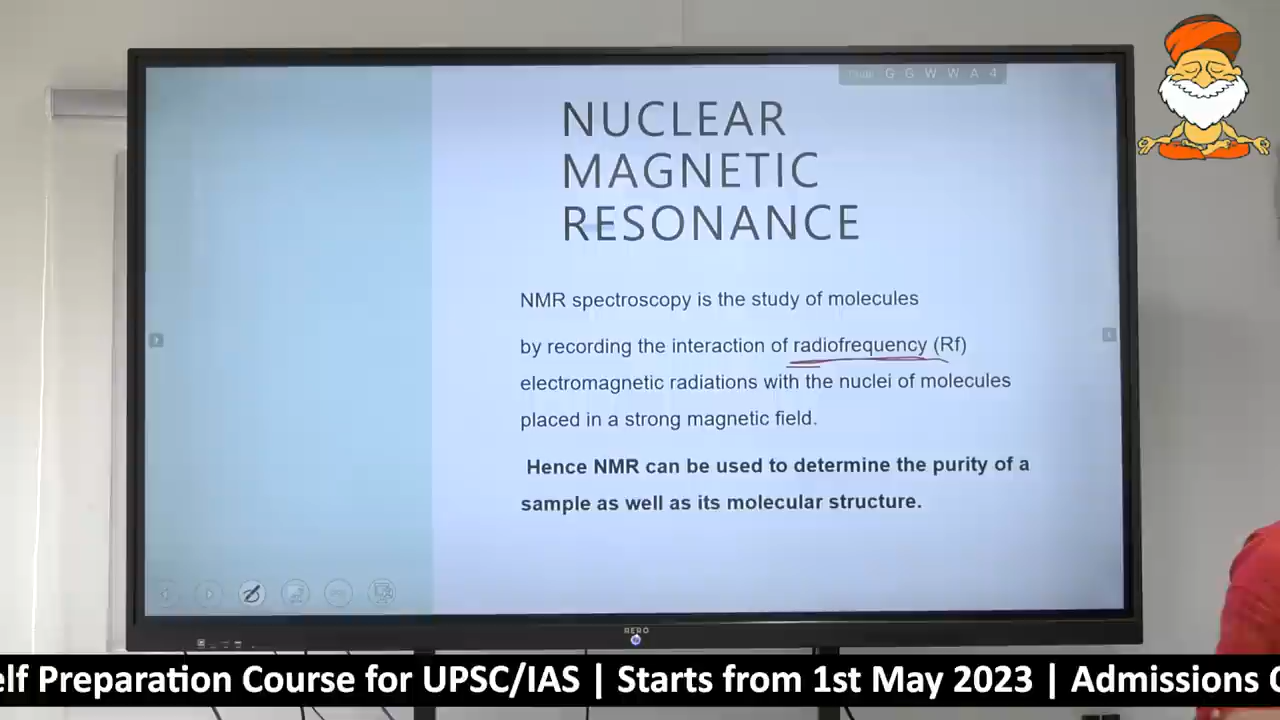 G G W W A 4
NUCLEAR
MAGNETIC
RESONANCE
NMR spectroscopy is the study of molecules
by recording the interaction of radiofrequency (Rf)
electromagnetic radiations with the nuclei of molecules
placed in a strong magnetic field.
Hence NMR can be used to determine the purity of a
sample as well as its molecular structure.
elf Preparation Course for UPSC/IAS | Starts from 1st May 2023 | Admissions